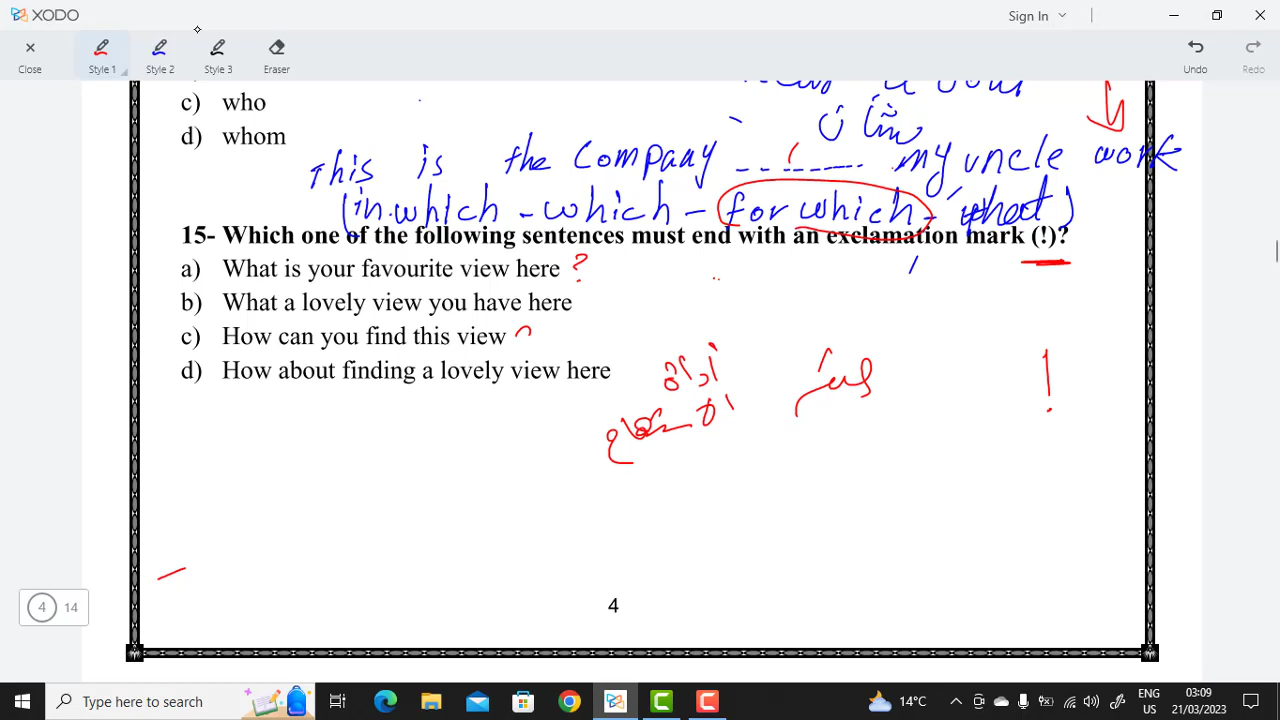 XODO
Sign In
Close
Style 1
Style 2
Style 3
Eraser
Undo
Redo
c) who
d) whom
This is the Company ------- my uncle work
(in which - which - for which - what)
15- Which one of the following sentences must end with an exclamation mark (!)?
a) What is your favourite view here ?
b) What a lovely view you have here
c) How can you find this view
d) How about finding a lovely view here
أداة
!
4
4 14
Type here to search
14°C
ENG
US
03:09
21/03/2023